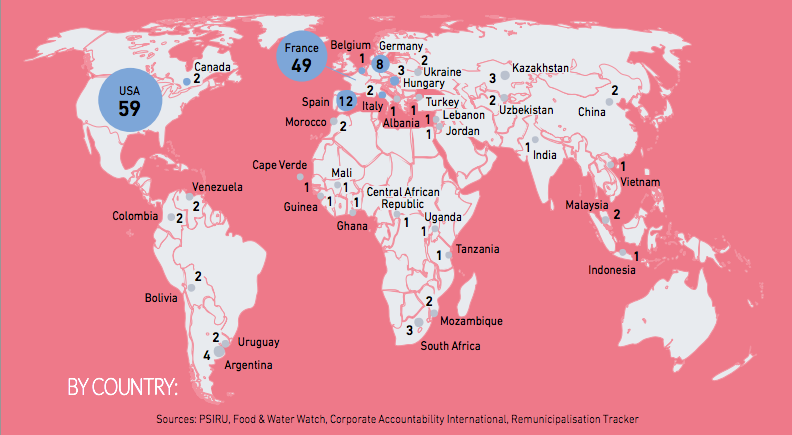 Canada
2
USA
59
France
49
Belgium
1
Germany
8
2
Ukraine
3
Hungary
2
Italy
Spain
12
Morocco
2
1
Albania
1
Turkey
1
Lebanon
1
Jordan
3
Kazakhstan
2
Uzbekistan
2
China
1
India
1
Vietnam
Malaysia
2
1
Indonesia
Cape Verde
1
Mali
1
Guinea
1
1
Ghana
Central African
Republic
1
Uganda
1
1
Tanzania
2
Mozambique
3
South Africa
Venezuela
2
Colombia
2
2
Bolivia
2
Uruguay
4
Argentina
BY COUNTRY:
Sources: PSIRU, Food & Water Watch, Corporate Accountability International, Remunicipalisation Tracker